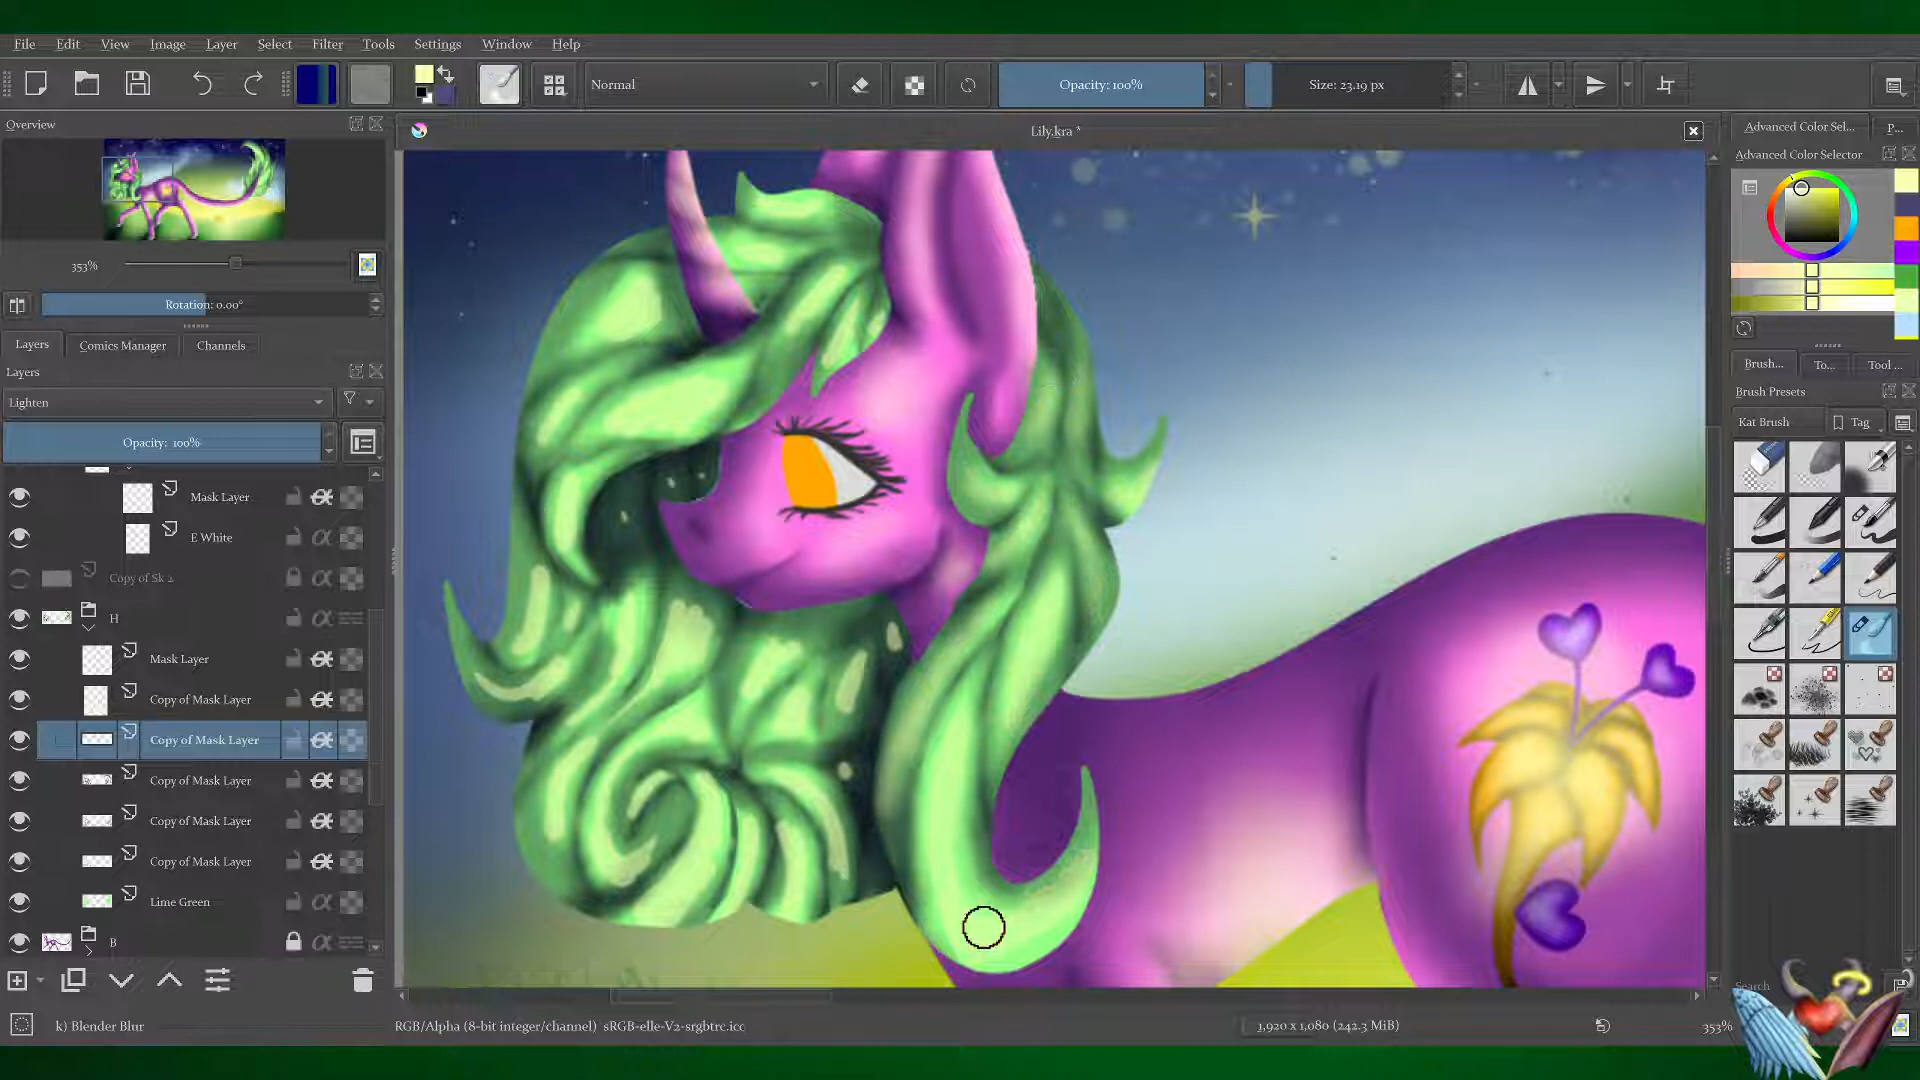 File Edit View Image Layer Select Filter Tools Settings Window Help
Normal
Opacity: 100%
Size: 23.19 px
Overview
Lily.kra *
Advanced Color Sel...
P...
Advanced Color Selector
353%
Rotation: 0.00°
Layers
Comics Manager
Channels
Layers
Brush...
To...
Tool ...
Brush Presets
Lighten
Kat Brush
Tag
Opacity: 100%
Mask Layer
E White
Copy of Sk 2
H
Mask Layer
Copy of Mask Layer
Copy of Mask Layer
Copy of Mask Layer
Copy of Mask Layer
Copy of Mask Layer
Lime Green
B
Search
k) Blender Blur
RGB/Alpha (8-bit integer/channel) sRGB-elle-V2-srgbtrc.icc
1,920 x 1,080 (242.3 MiB)
353%